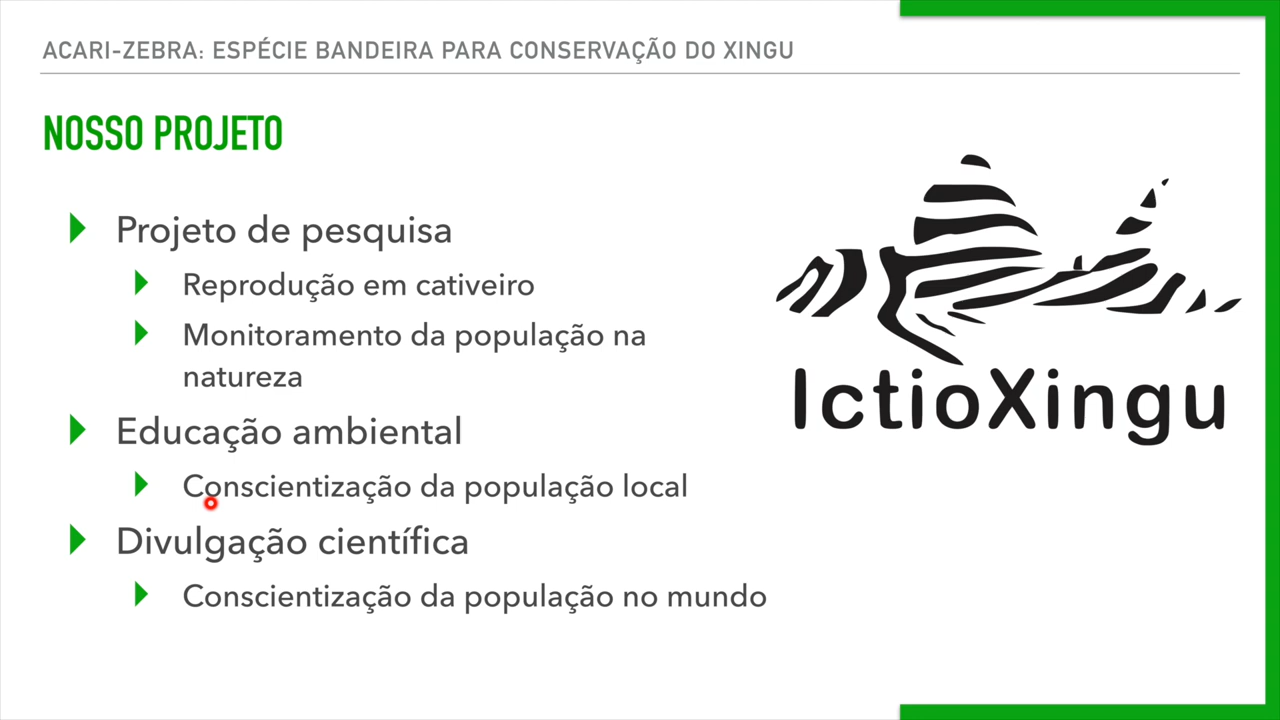 ACARI-ZEBRA: ESPÉCIE BANDEIRA PARA CONSERVAÇÃO DO XINGU
NOSSO PROJETO
Projeto de pesquisa
Reprodução em cativeiro
Monitoramento da população na
natureza
Educação ambiental
Conscientização da população local
Divulgação científica
Conscientização da população no mundo
IctioXingu